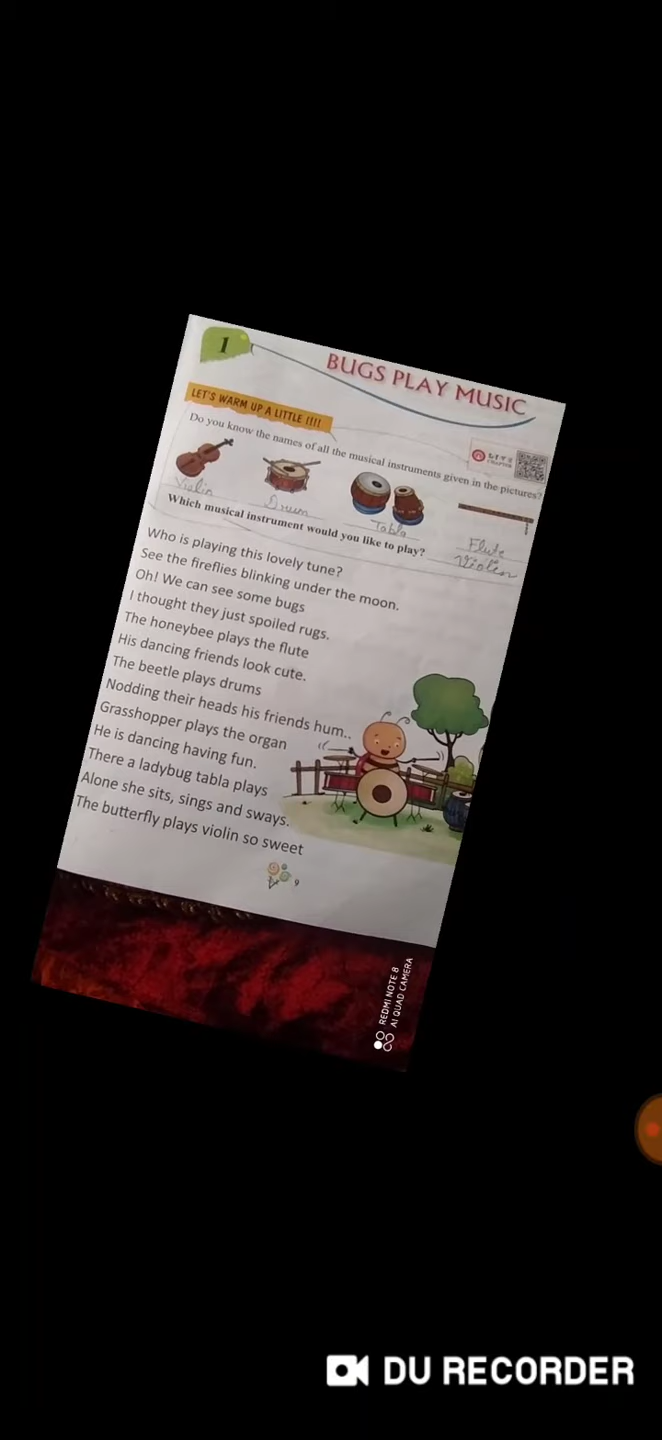 1
BUGS PLAY MUSIC
LET'S WARM UP A LITTLE !!!!
Do you know the names of all the musical instruments given in the pictures?
Violin
Drum
Tabla
Flute
Which musical instrument would you like to play? Violin
Who is playing this lovely tune?
See the fireflies blinking under the moon.
Oh! We can see some bugs
I thought they just spoiled rugs.
The honeybee plays the flute
His dancing friends look cute.
The beetle plays drums
Nodding their heads his friends hum..
Grasshopper plays the organ
He is dancing having fun.
There a ladybug tabla plays
Alone she sits, sings and sways.
The butterfly plays violin so sweet
9
REDMI NOTE 8
AI QUAD CAMERA
DU RECORDER